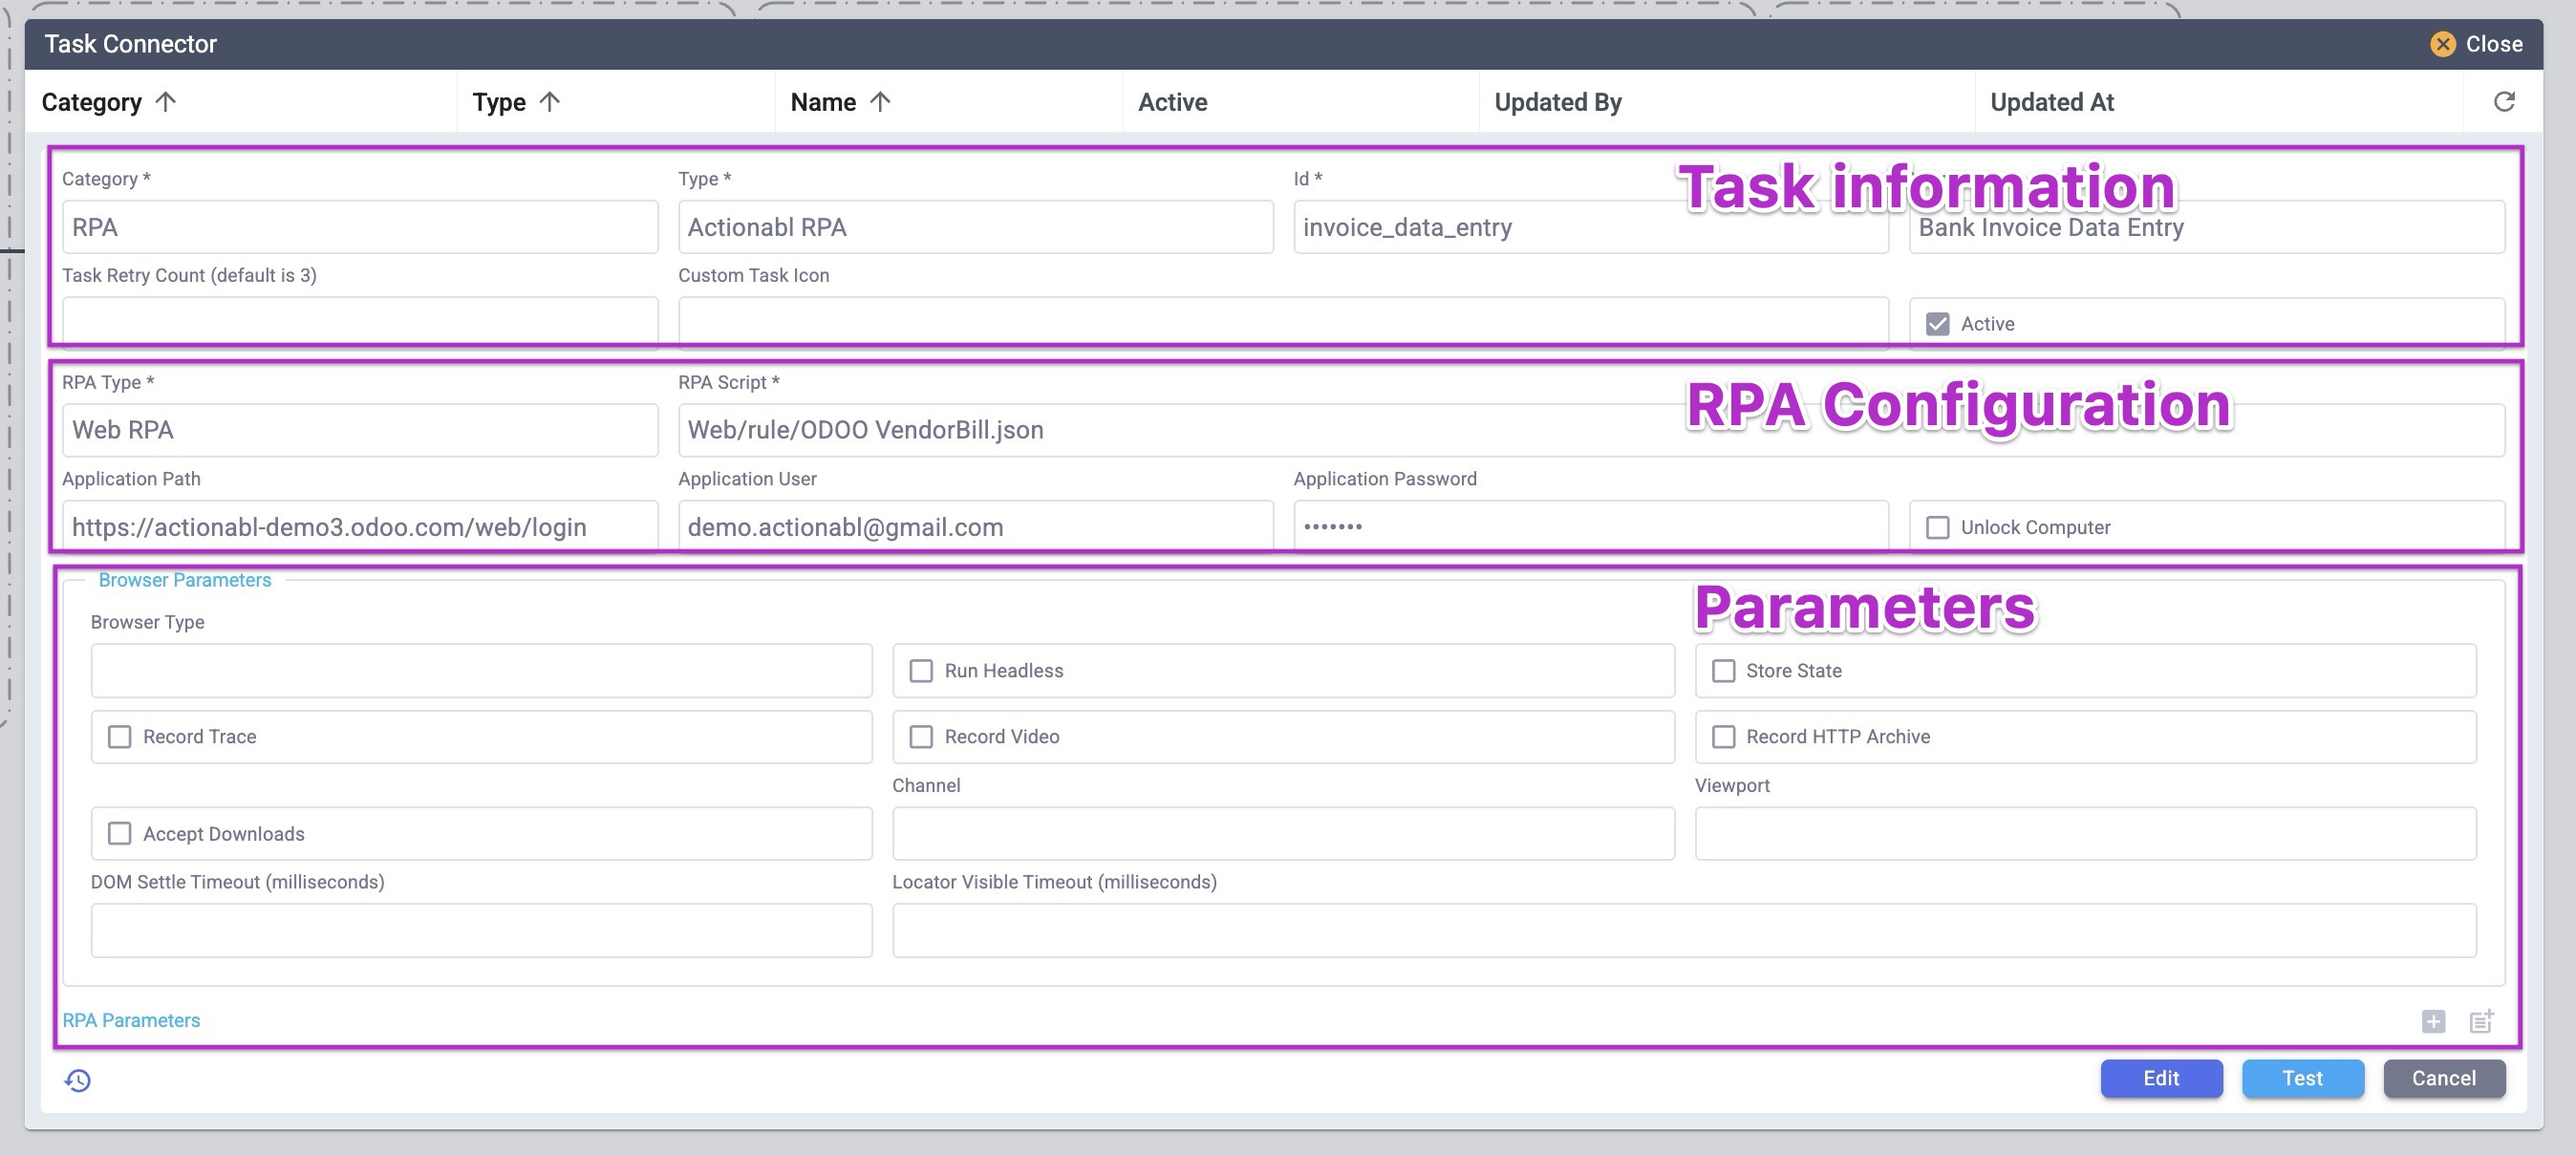 Task Connector Close
Category Type Name Active Updated By Updated At
Task information
Category * Type * Id *
RPA Actionabl RPA invoice_data_entry Bank Invoice Data Entry
Task Retry Count (default is 3) Custom Task Icon
Active
RPA Configuration
RPA Type * RPA Script *
Web RPA Web/rule/ODOO VendorBill.json
Application Path Application User Application Password
https://actionabl-demo3.odoo.com/web/login demo.actionabl@gmail.com ••••••• Unlock Computer
Browser Parameters
Parameters
Browser Type
Run Headless Store State
Record Trace Record Video Record HTTP Archive
Channel Viewport
Accept Downloads
DOM Settle Timeout (milliseconds) Locator Visible Timeout (milliseconds)
RPA Parameters
Edit Test Cancel